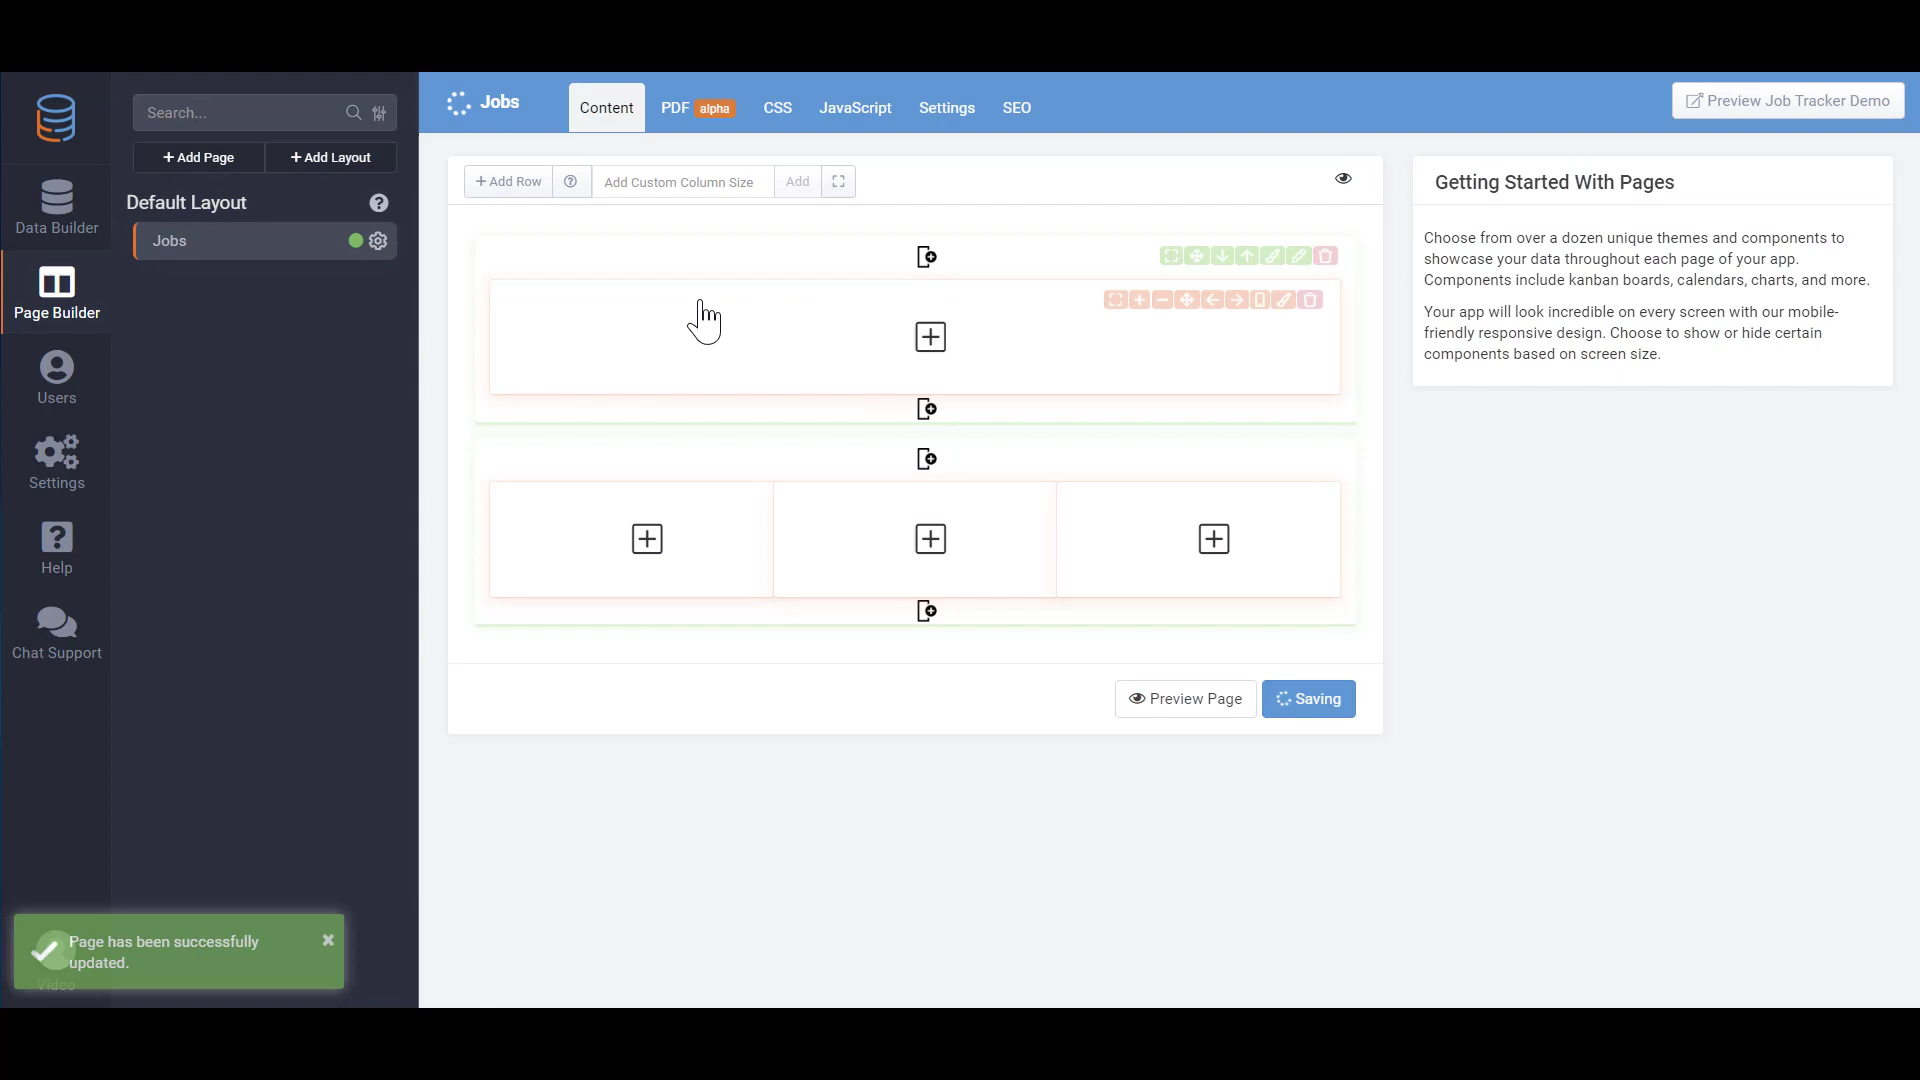 Search...
+ Add Page
+ Add Layout
Default Layout
Jobs
Data Builder
Page Builder
Users
Settings
Help
Chat Support
Video
Page has been successfully
updated.
Jobs
Content
PDF alpha
CSS
JavaScript
Settings
SEO
Preview Job Tracker Demo
+ Add Row
Add Custom Column Size
Add
Preview Page
Saving
Getting Started With Pages
Choose from over a dozen unique themes and components to
showcase your data throughout each page of your app.
Components include kanban boards, calendars, charts, and more.
Your app will look incredible on every screen with our mobile-
friendly responsive design. Choose to show or hide certain
components based on screen size.